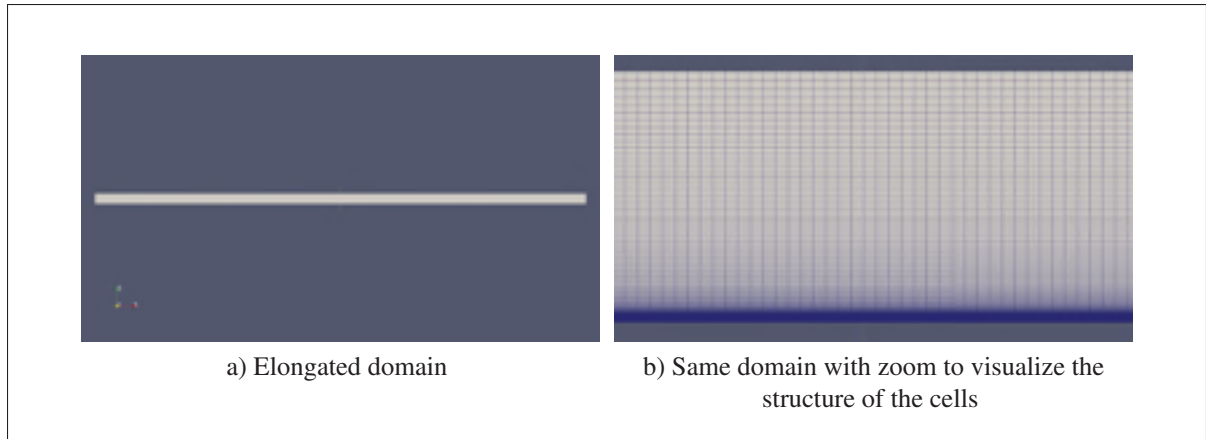 a) Elongated domain
b) Same domain with zoom to visualize the
structure of the cells